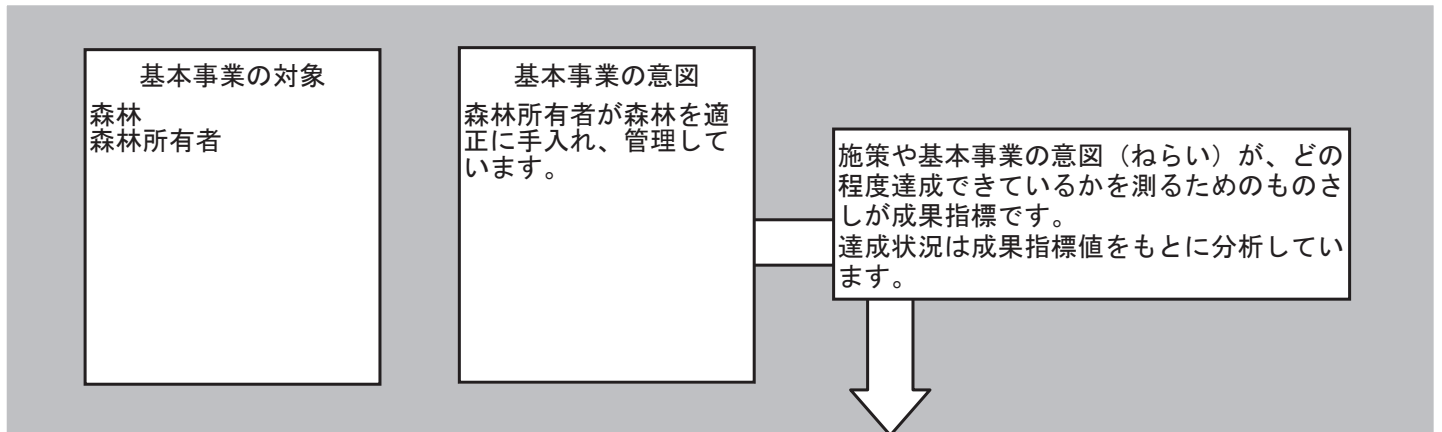 基本事業の対象
森林
森林所有者
基本事業の意図
森林所有者が森林を適
正に手入れ、管理して
います。
施策や基本事業の意図（ねらい）が、どの
程度達成できているかを測るためのものさ
しが成果指標です。
達成状況は成果指標値をもとに分析してい
ます。